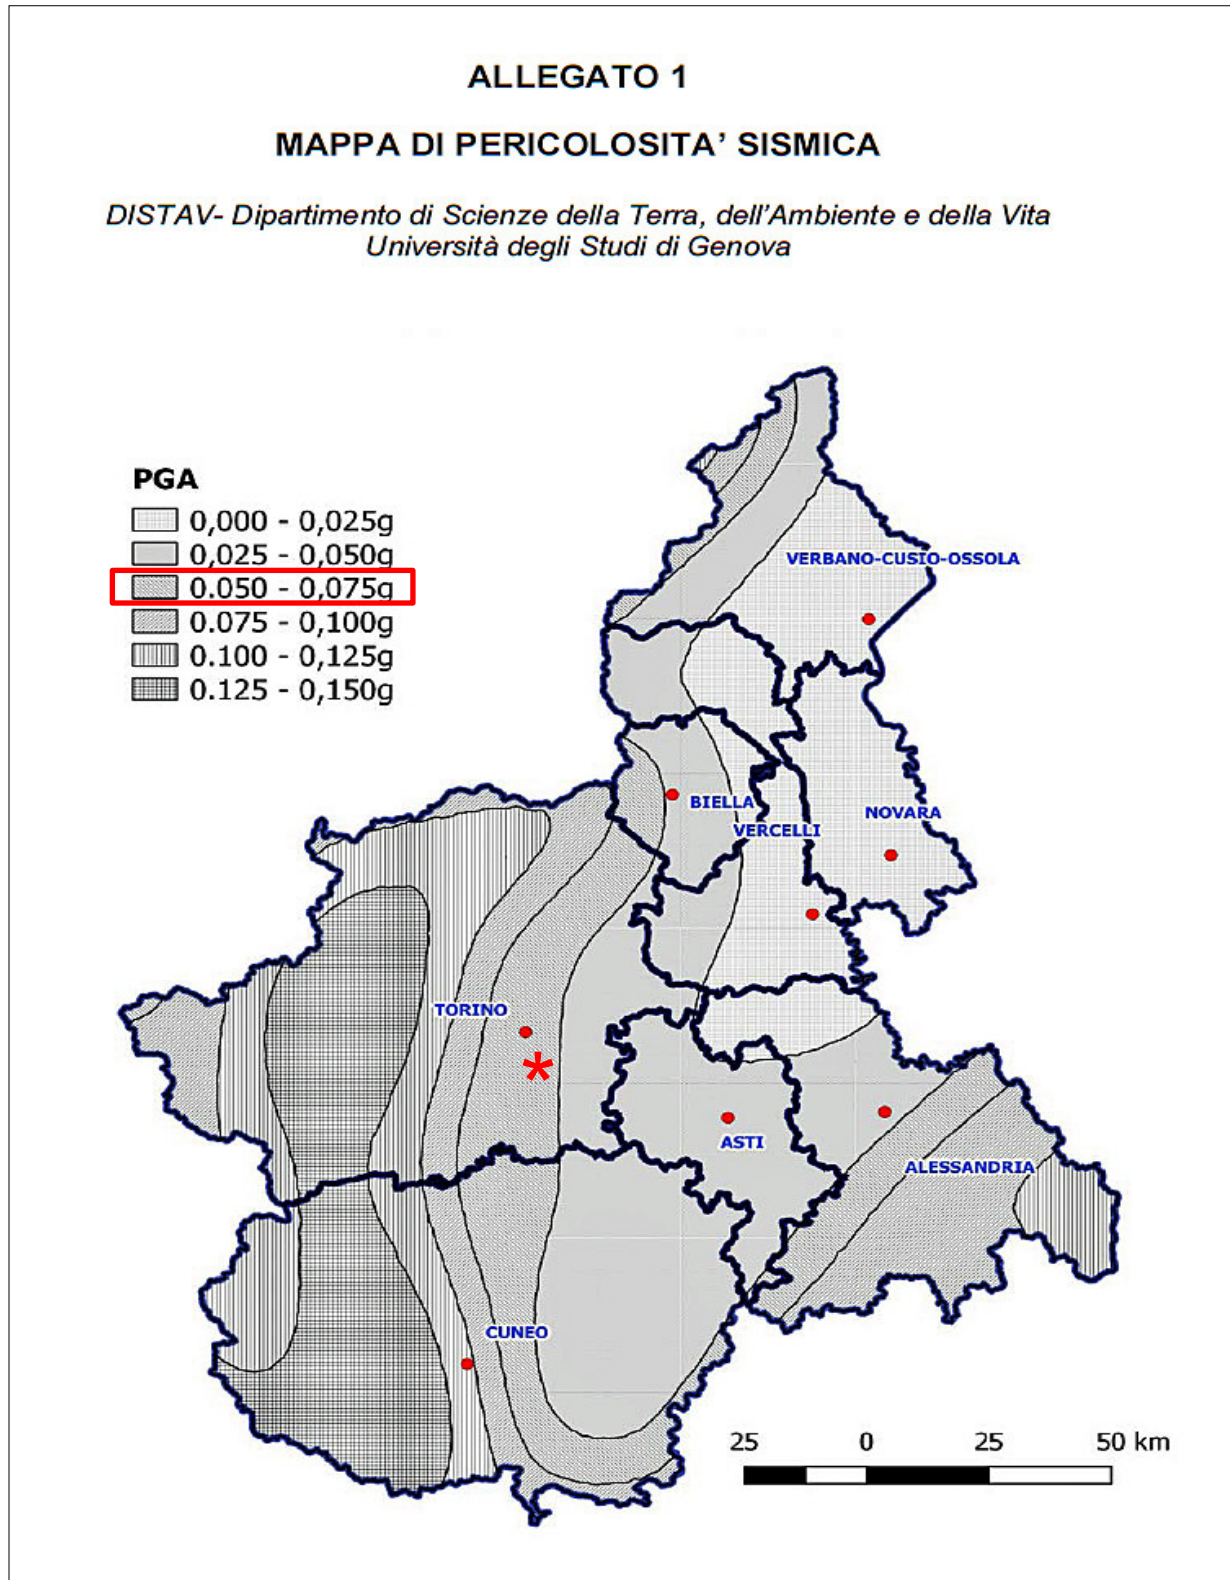 ALLEGATO 1
MAPPA DI PERICOLOSITA' SISMICA
DISTAV- Dipartimento di Scienze della Terra, dell'Ambiente e della Vita
Università degli Studi di Genova
PGA
0,000 - 0,025g
0,025 - 0,050g
0.050 - 0,075g
0.075 - 0,100g
0.100 - 0,125g
0.125 - 0,150g
VERBANO-CUSIO-OSSOLA
BIELLA
NOVARA
VERCELLI
TORINO
*
ASTI
ALESSANDRIA
CUNEO
25 0 25 50 km